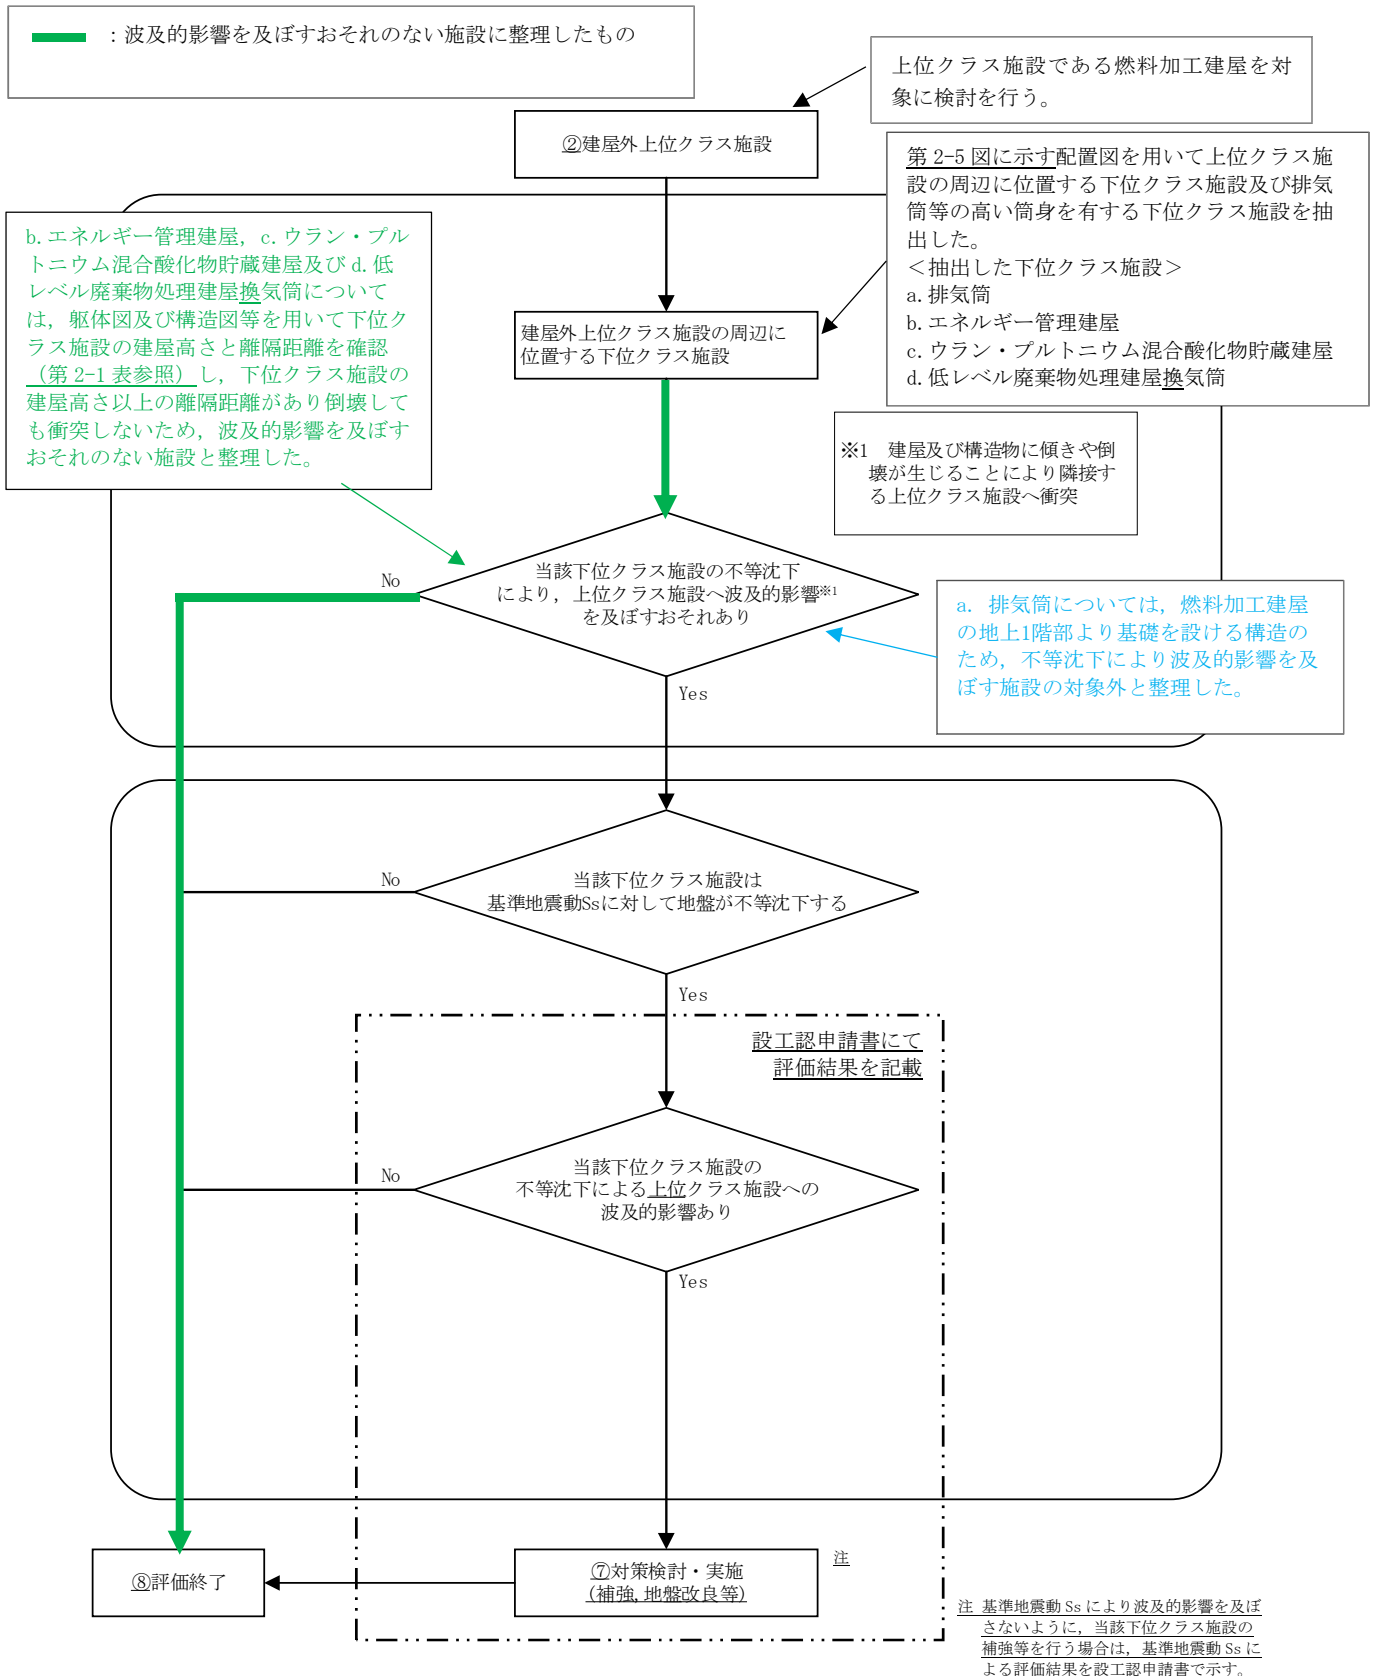 ：波及的影響を及ぼすおそれのない施設に整理したもの
上位クラス施設である燃料加工建屋を対
象に検討を行う。
②建屋外上位クラス施設
第 2-5 図に示す配置図を用いて上位クラス施
設の周辺に位置する下位クラス施設及び排気
筒等の高い筒身を有する下位クラス施設を抽
出した。
＜抽出した下位クラス施設＞
a.排気筒
b.エネルギー管理建屋
c.ウラン・プルトニウム混合酸化物貯蔵建屋
d.低レベル廃棄物処理建屋換気筒
b.エネルギー管理建屋，c.ウラン・プル
トニウム混合酸化物貯蔵建屋及び d.低
レベル廃棄物処理建屋換気筒について
は，躯体図及び構造図等を用いて下位ク
ラス施設の建屋高さと離隔距離を確認
（第 2-1 表参照）し，下位クラス施設の
建屋高さ以上の離隔距離があり倒壊して
も衝突しないため，波及的影響を及ぼす
おそれのない施設と整理した。
建屋外上位クラス施設の周辺に
位置する下位クラス施設
※1　建屋及び構造物に傾きや倒
壊が生じることにより隣接す
る上位クラス施設へ衝突
当該下位クラス施設の不等沈下
により，上位クラス施設へ波及的影響※1
を及ぼすおそれあり
No
Yes
a. 排気筒については，燃料加工建屋
の地上1階部より基礎を設ける構造の
ため，不等沈下により波及的影響を及
ぼす施設の対象外と整理した。
当該下位クラス施設は
基準地震動Ssに対して地盤が不等沈下する
No
Yes
設工認申請書にて
評価結果を記載
当該下位クラス施設の
不等沈下による上位クラス施設への
波及的影響あり
No
Yes
⑧評価終了
⑦対策検討・実施
(補強,地盤改良等)
注
注 基準地震動 Ss により波及的影響を及ぼ
さないように，当該下位クラス施設の
補強等を行う場合は，基準地震動 Ss に
よる評価結果を設工認申請書で示す。